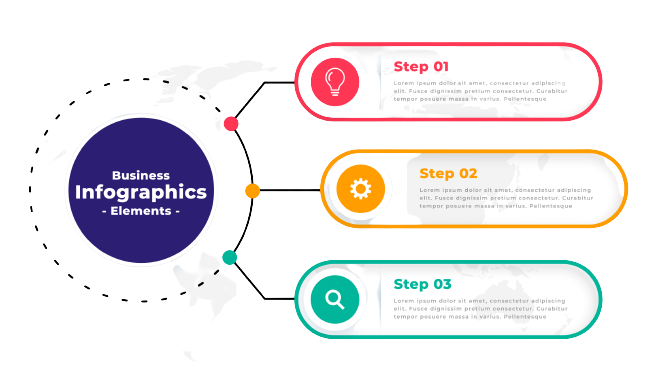 Business
Infographics
- Elements -
Step 01
Lorem ipsum dolor sit amet, consectetur adipiscing
elit. Fusce dignissim pretium consectetur. Curabitur
tempor posuere massa in varius. Pellentesque
Step 02
Lorem ipsum dolor sit amet, consectetur adipiscing
elit. Fusce dignissim pretium consectetur. Curabitur
tempor posuere massa in varius. Pellentesque
Step 03
Lorem ipsum dolor sit amet, consectetur adipiscing
elit. Fusce dignissim pretium consectetur. Curabitur
tempor posuere massa in varius. Pellentesque